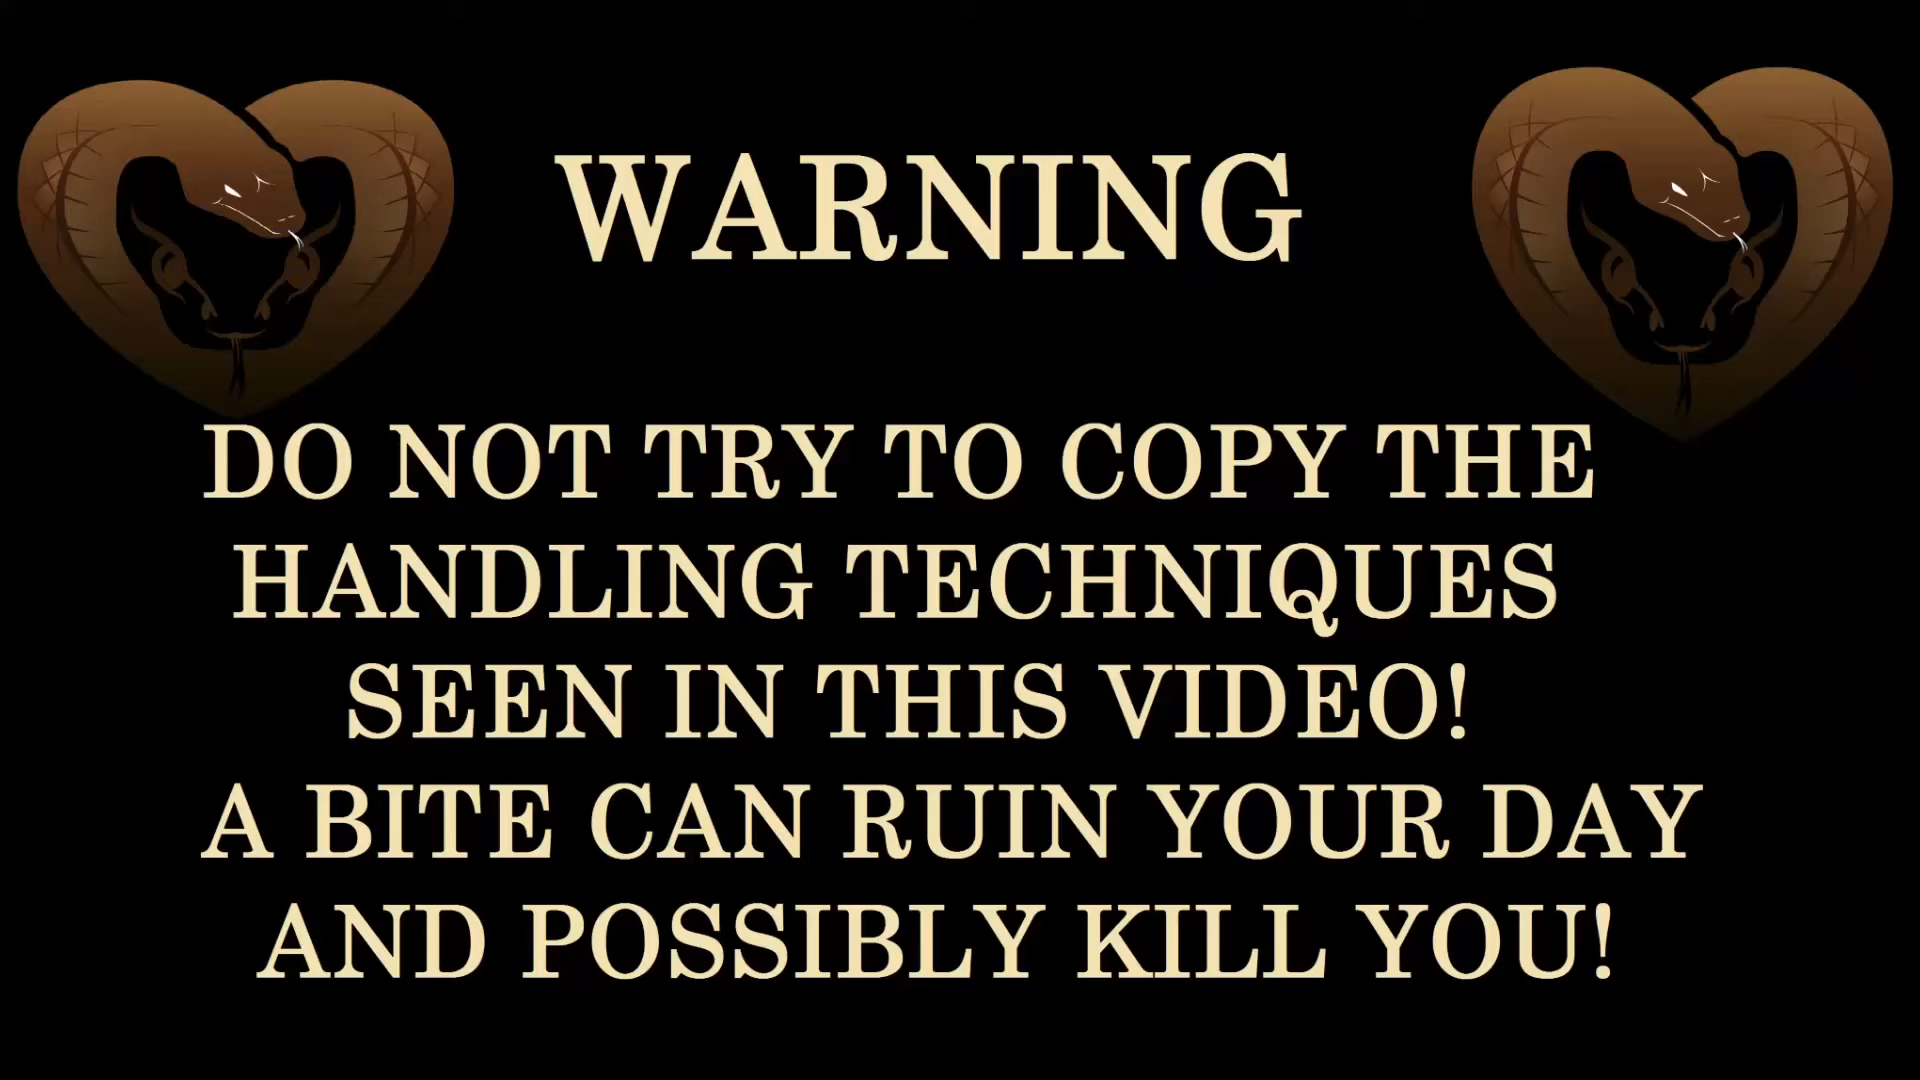 WARNING
DO NOT TRY TO COPY THE
HANDLING TECHNIQUES
SEEN IN THIS VIDEO!
A BITE CAN RUIN YOUR DAY
AND POSSIBLY KILL YOU!